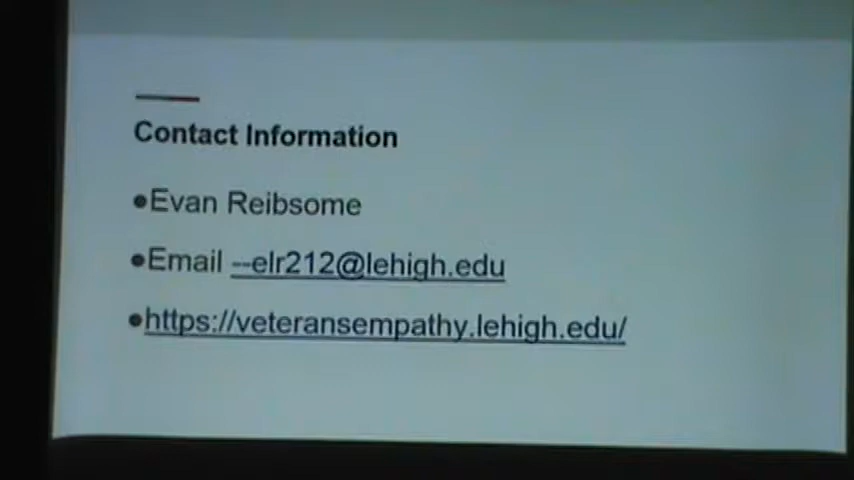 Contact Information
●Evan Reibsome
●Email --elr212@lehigh.edu
●https://veteransempathy.lehigh.edu/